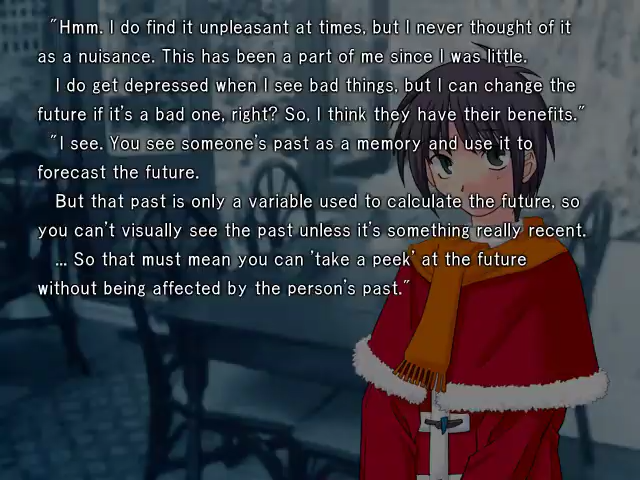 "Hmm. I do find it unpleasant at times, but I never thought of it
as a nuisance. This has been a part of me since I was little.
I do get depressed when I see bad things, but I can change the
future if it's a bad one, right? So, I think they have their benefits."
"I see. You see someone's past as a memory and use it to
forecast the future.
But that past is only a variable used to calculate the future, so
you can't visually see the past unless it's something really recent.
... So that must mean you can 'take a peek' at the future
without being affected by the person's past."